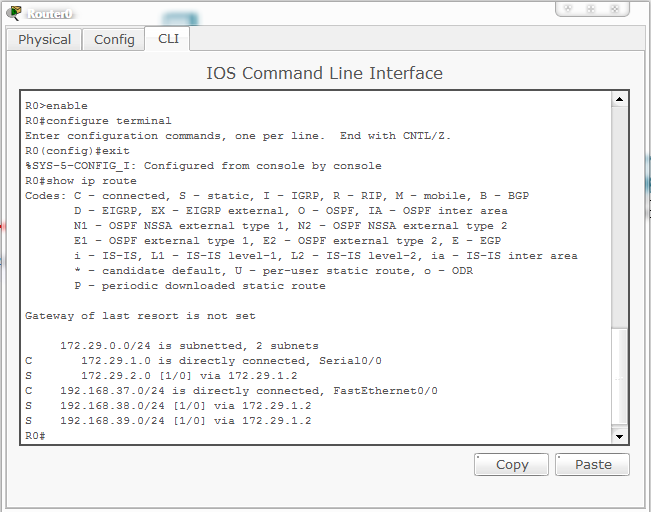 Router0
Physical Config CLI
IOS Command Line Interface
R0>enable
R0#configure terminal
Enter configuration commands, one per line.  End with CNTL/Z.
R0(config)#exit
%SYS-5-CONFIG_I: Configured from console by console
R0#show ip route
Codes: C - connected, S - static, I - IGRP, R - RIP, M - mobile, B - BGP
       D - EIGRP, EX - EIGRP external, O - OSPF, IA - OSPF inter area
       N1 - OSPF NSSA external type 1, N2 - OSPF NSSA external type 2
       E1 - OSPF external type 1, E2 - OSPF external type 2, E - EGP
       i - IS-IS, L1 - IS-IS level-1, L2 - IS-IS level-2, ia - IS-IS inter area
       * - candidate default, U - per-user static route, o - ODR
       P - periodic downloaded static route
Gateway of last resort is not set
     172.29.0.0/24 is subnetted, 2 subnets
C       172.29.1.0 is directly connected, Serial0/0
S       172.29.2.0 [1/0] via 172.29.1.2
C    192.168.37.0/24 is directly connected, FastEthernet0/0
S    192.168.38.0/24 [1/0] via 172.29.1.2
S    192.168.39.0/24 [1/0] via 172.29.1.2
R0#
Copy Paste